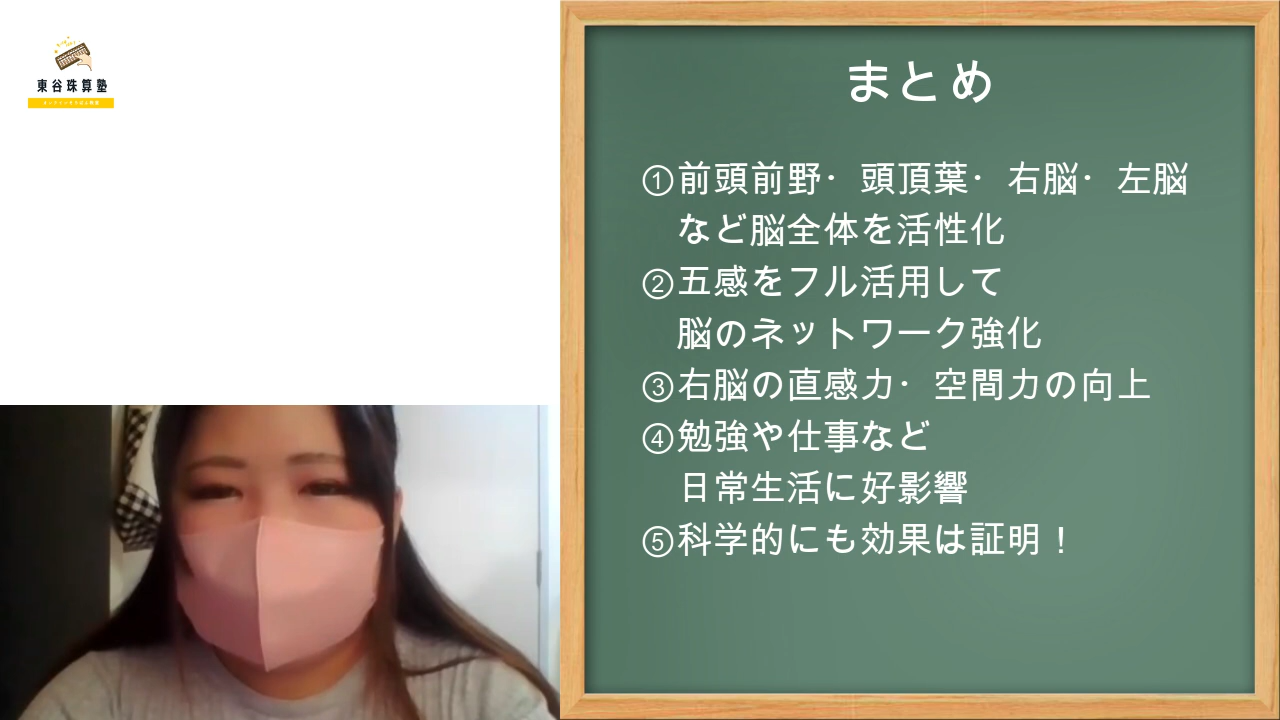 東谷珠算塾
まとめ
①前頭前野・頭頂葉・右脳・左脳
など脳全体を活性化
②五感をフル活用して
脳のネットワーク強化
③右脳の直感力・空間力の向上
④勉強や仕事など
日常生活に好影響
⑤科学的にも効果は証明！